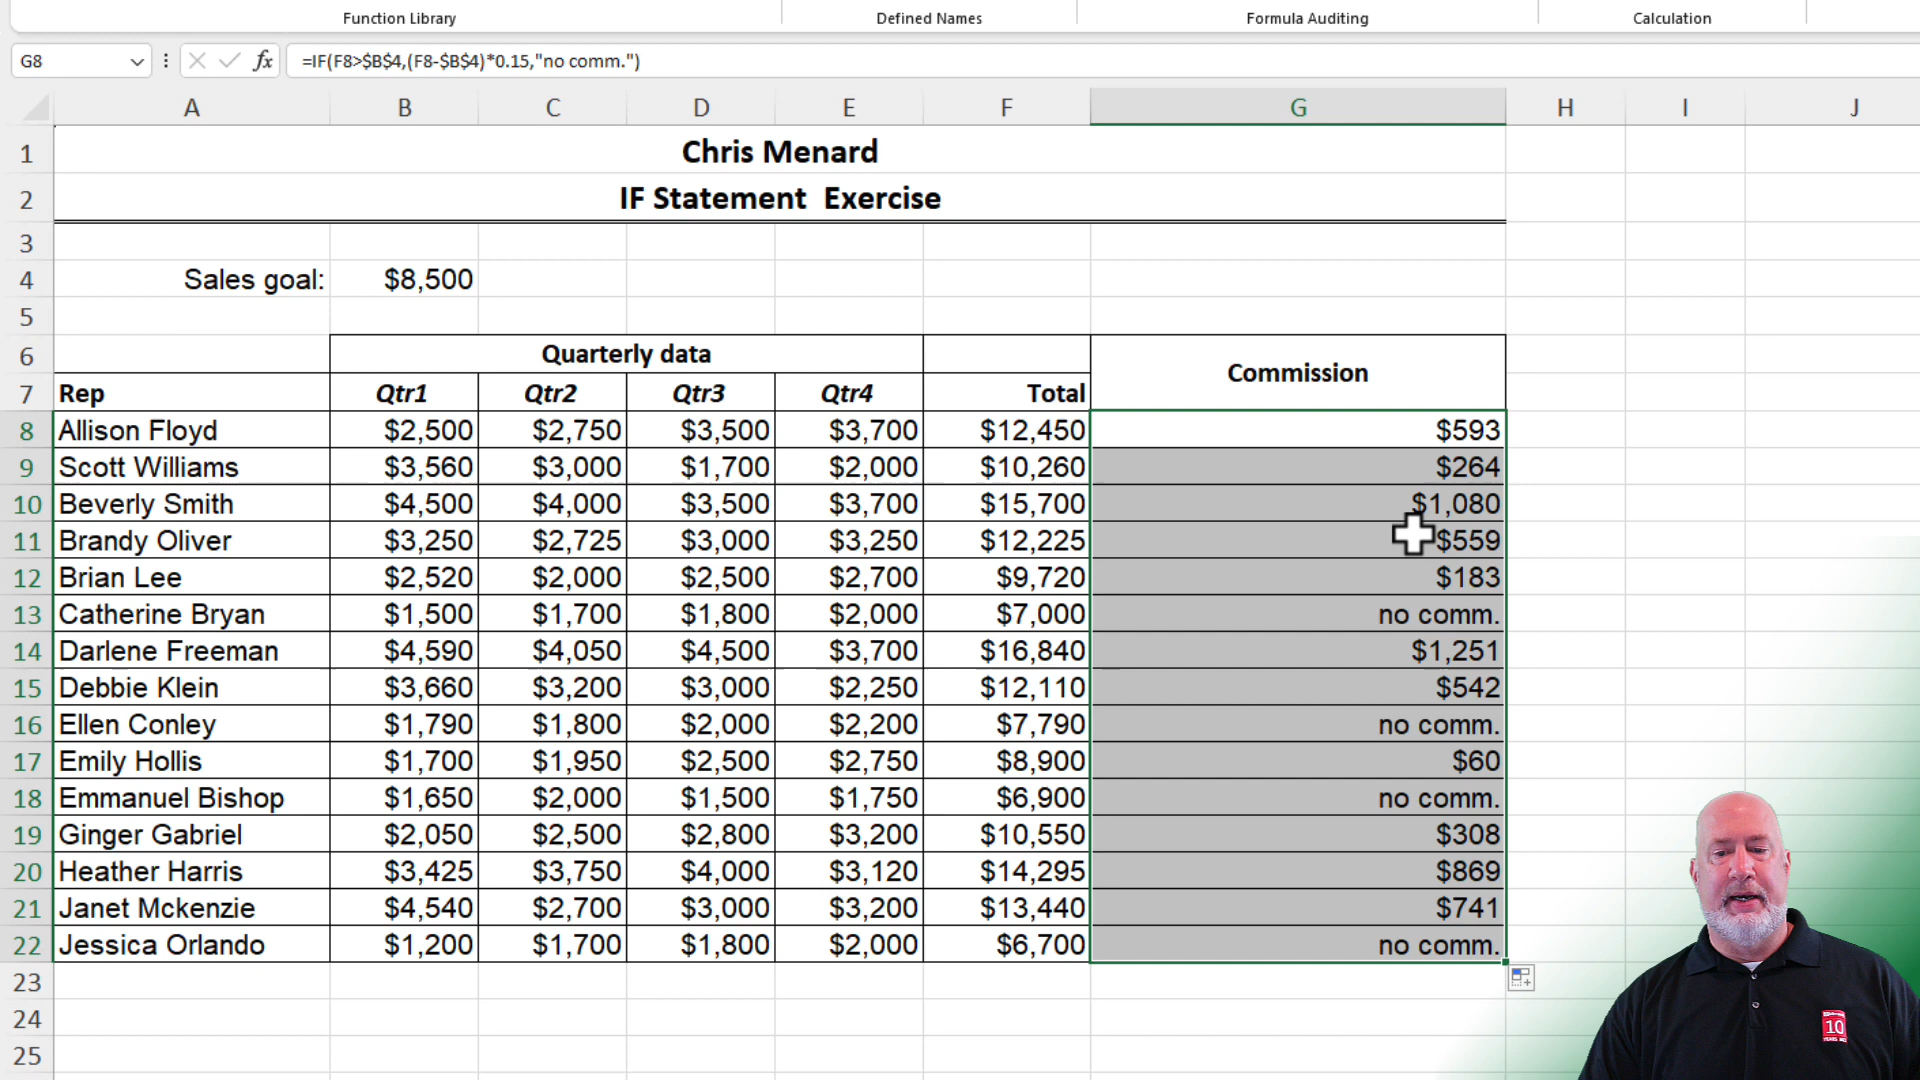 Function Library Defined Names Formula Auditing Calculation
G8 fx =IF(F8>$B$4,(F8-$B$4)*0.15,"no comm.")
A B C D E F G H I J
1 Chris Menard
2 IF Statement Exercise
3
4 Sales goal: $8,500
5
6 Quarterly data Commission
7 Rep Qtr1 Qtr2 Qtr3 Qtr4 Total
8 Allison Floyd $2,500 $2,750 $3,500 $3,700 $12,450 $593
9 Scott Williams $3,560 $3,000 $1,700 $2,000 $10,260 $264
10 Beverly Smith $4,500 $4,000 $3,500 $3,700 $15,700 $1,080
11 Brandy Oliver $3,250 $2,725 $3,000 $3,250 $12,225 $559
12 Brian Lee $2,520 $2,000 $2,500 $2,700 $9,720 $183
13 Catherine Bryan $1,500 $1,700 $1,800 $2,000 $7,000 no comm.
14 Darlene Freeman $4,590 $4,050 $4,500 $3,700 $16,840 $1,251
15 Debbie Klein $3,660 $3,200 $3,000 $2,250 $12,110 $542
16 Ellen Conley $1,790 $1,800 $2,000 $2,200 $7,790 no comm.
17 Emily Hollis $1,700 $1,950 $2,500 $2,750 $8,900 $60
18 Emmanuel Bishop $1,650 $2,000 $1,500 $1,750 $6,900 no comm.
19 Ginger Gabriel $2,050 $2,500 $2,800 $3,200 $10,550 $308
20 Heather Harris $3,425 $3,750 $4,000 $3,120 $14,295 $869
21 Janet Mckenzie $4,540 $2,700 $3,000 $3,200 $13,440 $741
22 Jessica Orlando $1,200 $1,700 $1,800 $2,000 $6,700 no comm.
23
24
25
10